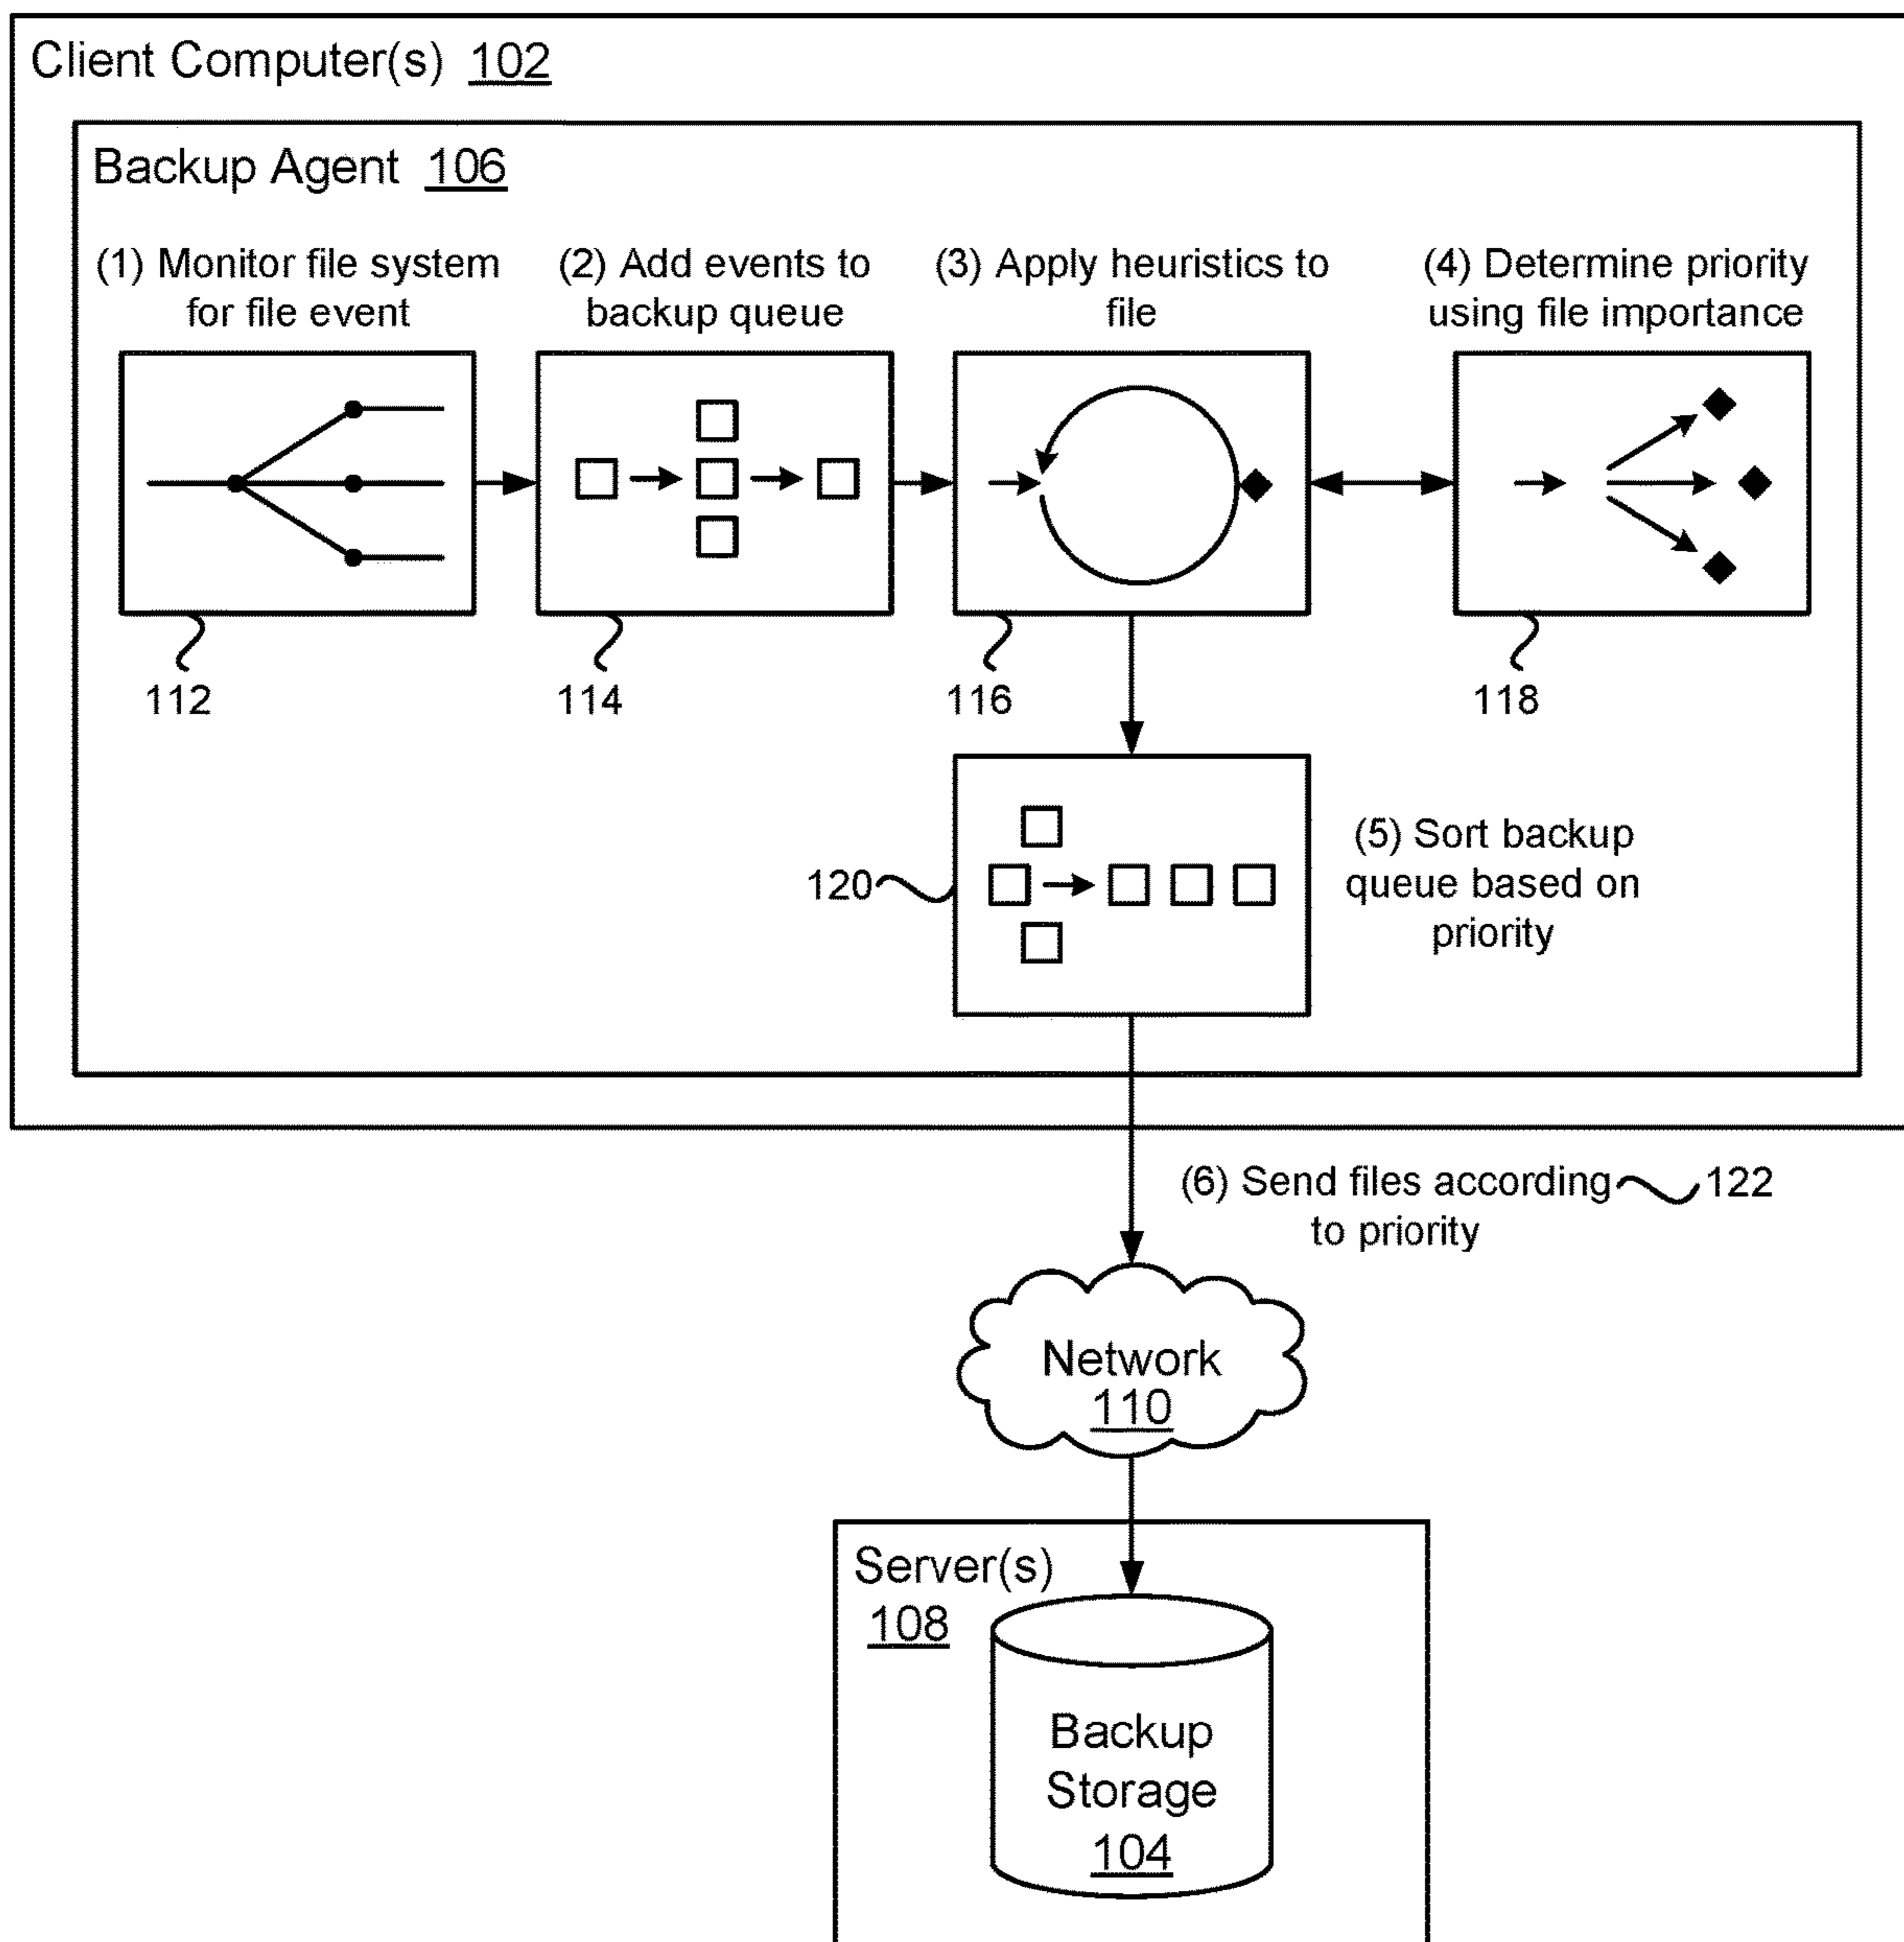 Client Computer(s) 102
Backup Agent 106
(1) Monitor file system
for file event
(2) Add events to
backup queue
(3) Apply heuristics to
file
(4) Determine priority
using file importance
112
114
116
118
120
(5) Sort backup
queue based on
priority
(6) Send files according
to priority
122
Network
110
Server(s)
108
Backup
Storage
104